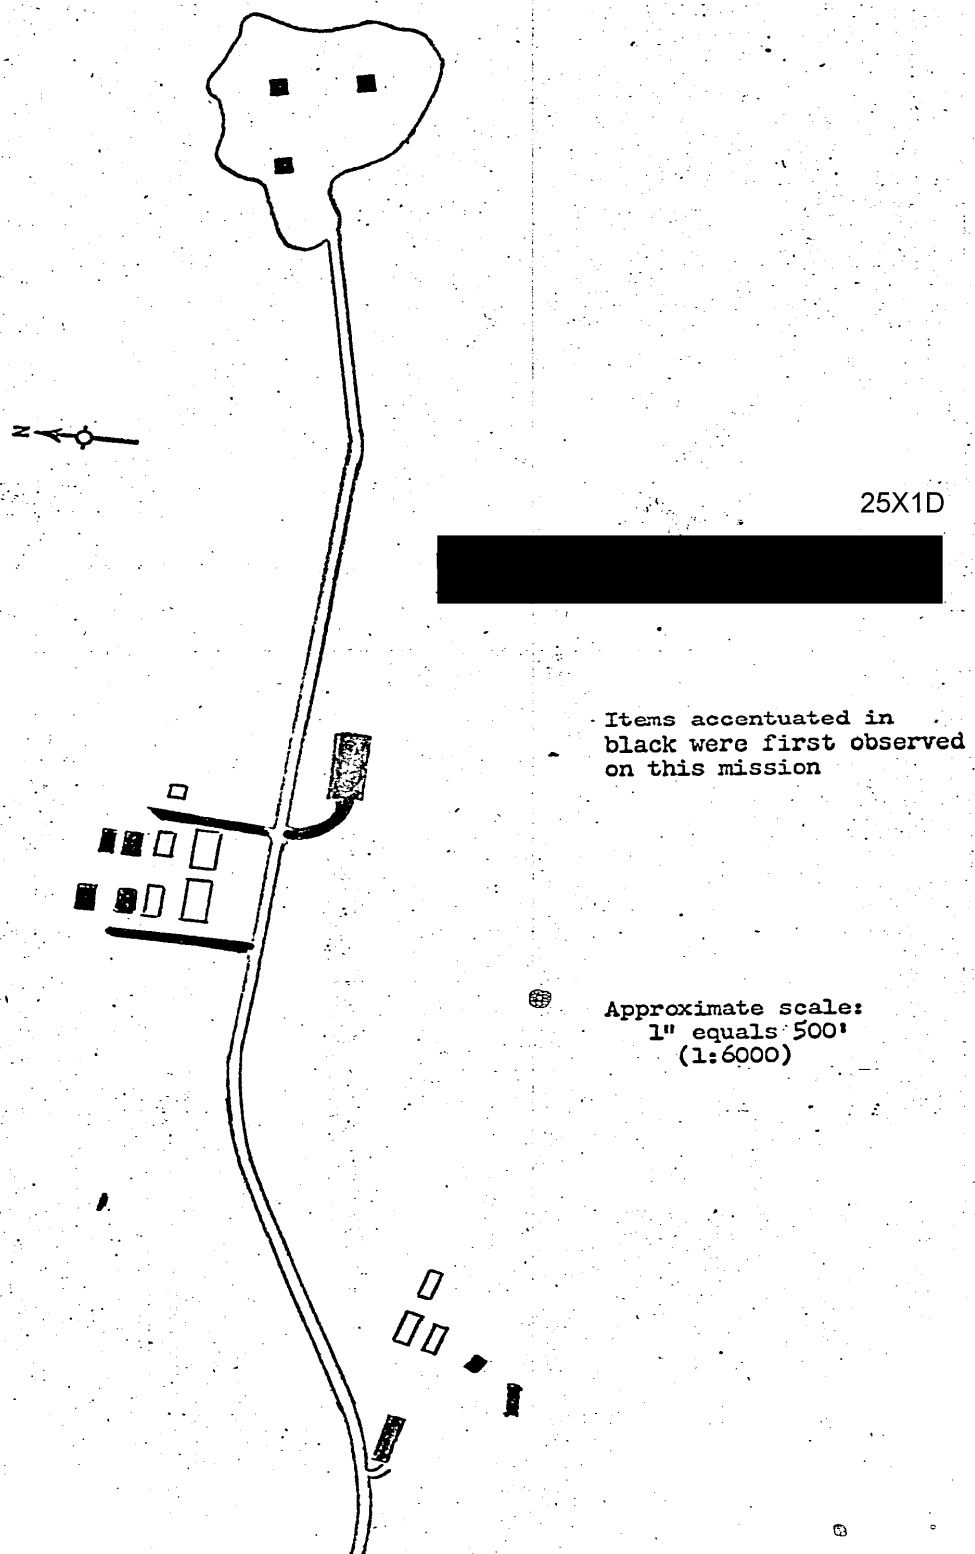 N
25X1D
Items accentuated in
black were first observed
on this mission
Approximate scale:
1" equals 500'
(1:6000)